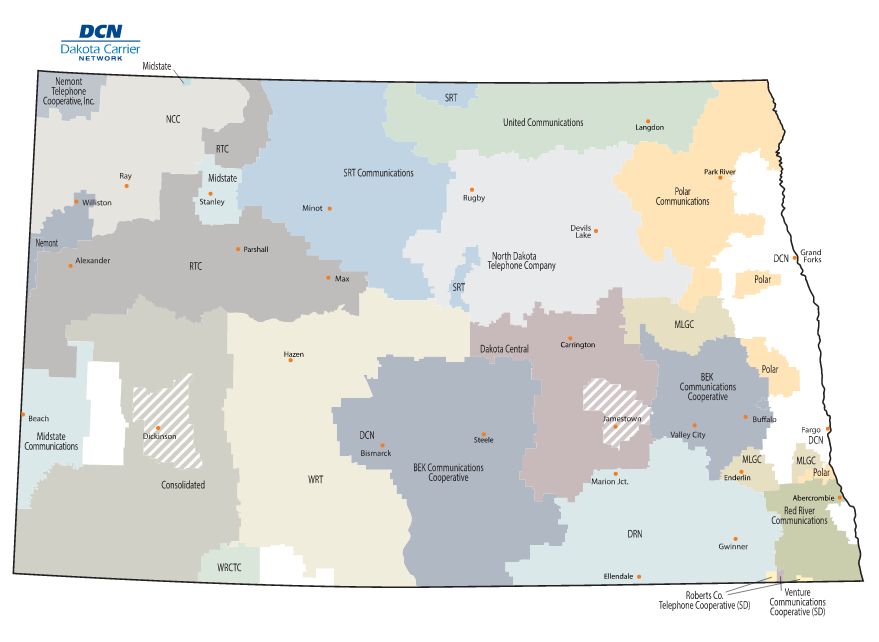 DCN
Dakota Carrier
NETWORK
Midstate
Nemont
Telephone
Cooperative, Inc.
NCC
RTC
SRT
United Communications
Langdon
Ray
Midstate
Stanley
SRT Communications
Minot
Rugby
Park River
Polar
Communications
Williston
Nemont
Alexander
Parshall
RTC
Max
Devils
Lake
North Dakota
Telephone Company
SRT
DCN
Grand
Forks
Polar
MLGC
Hazen
Dakota Central
Carrington
BEK
Communications
Cooperative
Polar
Beach
Midstate
Communications
Dickinson
Consolidated
DCN
Bismarck
Steele
BEK Communications
Cooperative
WRT
Jamestown
Valley City
Buffalo
Fargo
DCN
MLGC
Enderlin
MLGC
Polar
Marion Jct.
Abercrombie
Red River
Communications
DRN
Gwinner
WRCTC
Ellendale
Roberts Co.
Telephone Cooperative (SD)
Venture
Communications
Cooperative (SD)